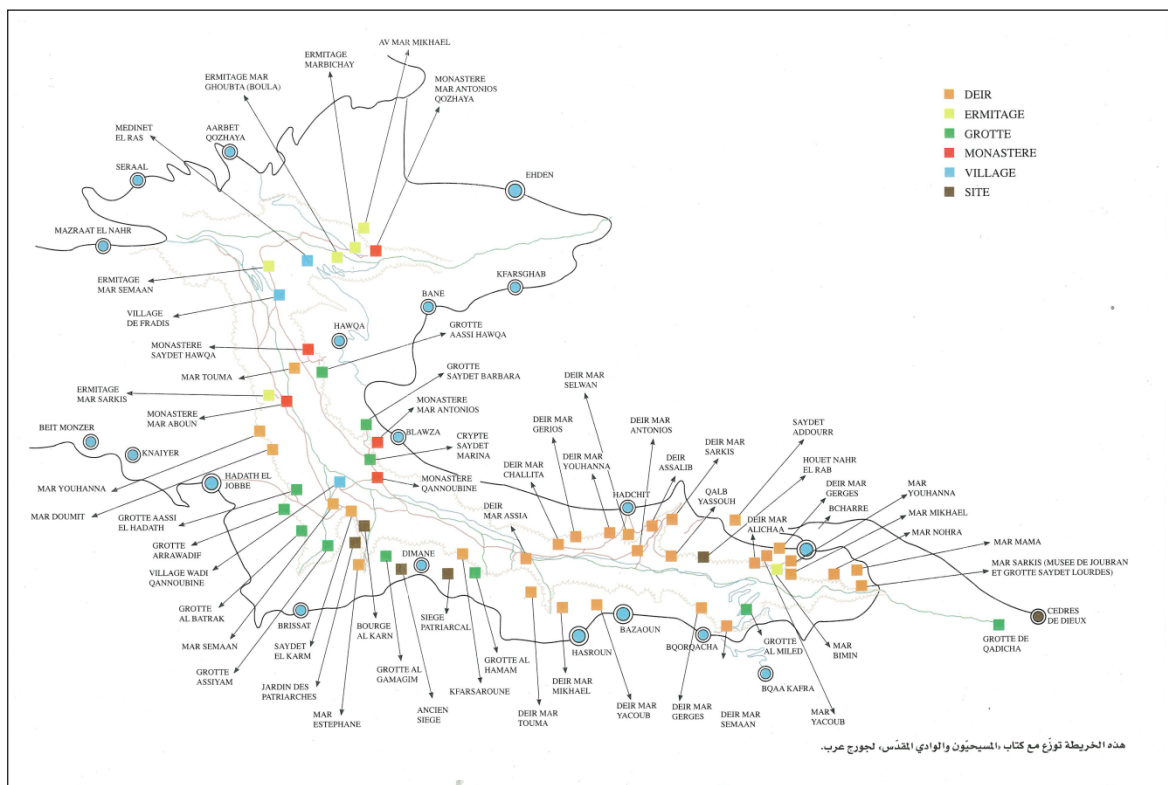 AV MAR MIKHAEL
ERMITAGE
MARBICHAY
ERMITAGE MAR
GHOUBTA (BOULA)
MONASTERE
MAR ANTONIOS
QOZHAYA
MEDINET
EL RAS
AARBET
QOZHAYA
SERAAL
EHDEN
MAZRAAT EL NAHR
DEIR
ERMITAGE
GROTTE
MONASTERE
VILLAGE
SITE
ERMITAGE
MAR SEMAAN
KFARSGHAB
BANE
VILLAGE
DE FRADIS
HAWQA
GROTTE
AASSI HAWQA
MONASTERE
SAYDET HAWQA
MAR TOUMA
GROTTE
SAYDET BARBARA
ERMITAGE
MAR SARKIS
MONASTERE
MAR ABOUN
MONASTERE
MAR ANTONIOS
BLAWZA
CRYPTE
SAYDET
MARINA
BEIT MONZER
KNAIYER
HADATH EL
JOBBE
MONASTERE
QANNOUBINE
MAR YOUHANNA
MAR DOUMIT
GROTTE AASSI
EL HADATH
GROTTE
ARRAWADIF
VILLAGE WADI
QANNOUBINE
GROTTE
AL BATRAK
MAR SEMAAN
GROTTE
ASSIYAM
BRISSAT
SAYDET
EL KARM
JARDIN DES
PATRIARCHES
MAR
ESTEPHANE
BOURGE
AL KARN
GROTTE AL
GAMAGIM
DIMANE
ANCIEN
SIEGE
SIEGE
PATRIARCAL
KFARSAROUNE
GROTTE AL
HAMAM
DEIR MAR
SELWAN
DEIR MAR
GERIOS
DEIR MAR
YOUHANNA
DEIR MAR
CHALLITA
DEIR
MAR ASSIA
DEIR MAR
ANTONIOS
DEIR
ASSALIB
DEIR MAR
SARKIS
HADCHIT
QALB
YASSOUH
SAYDET
ADDOURR
HOUET NAHR
EL RAB
DEIR MAR
GERGES
DEIR MAR
ALICHAA
BCHARRE
MAR
YOUHANNA
MAR MIKHAEL
MAR NOHRA
MAR MAMA
MAR SARKIS (MUSEE DE JOUBRAN
ET GROTTE SAYDET LOURDES)
CEDRES
DE DIEUX
GROTTE DE
QADICHA
DEIR MAR
TOUMA
HASROUN
DEIR MAR
MIKHAEL
BAZAOUN
DEIR MAR
YACOUB
BQORQACHA
DEIR MAR
GERGES
DEIR MAR
SEMAAN
GROTTE
AL MILED
BQAA KAFRA
MAR
BIMIN
MAR
YACOUB
هذه الخريطة توزّع مع كتاب «المسيحيّون والوادي المقدّس» لجورج عرب.